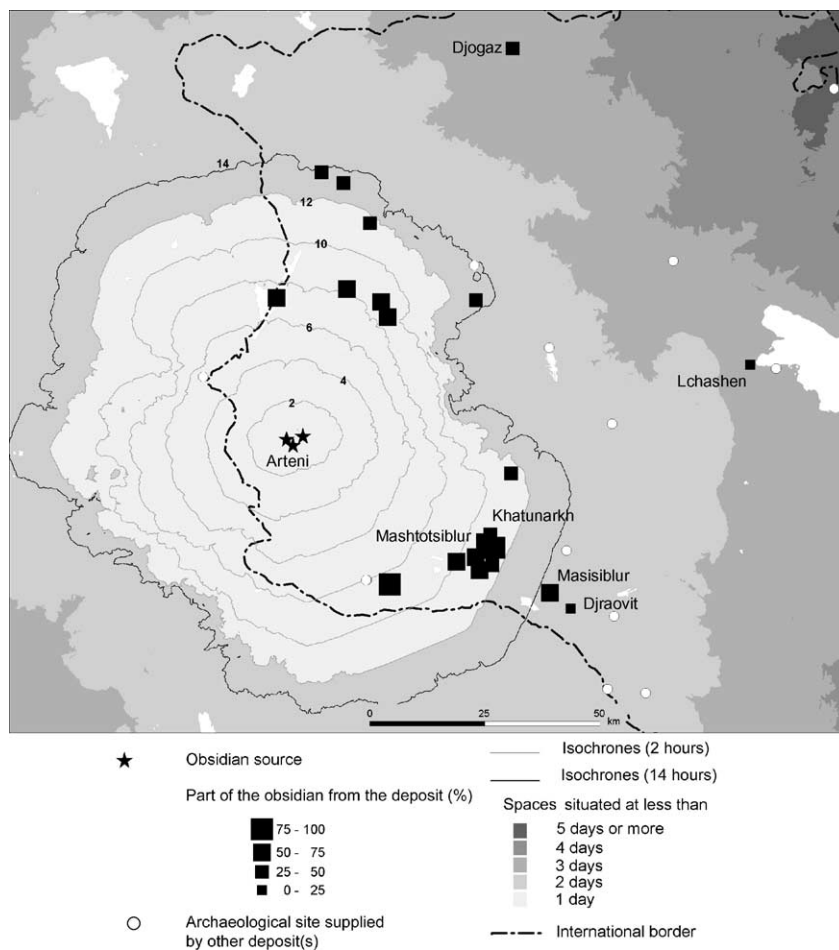 Djogaz
14
12
10
6
4
2
Lchashen
Arteni
Khatunarkh
Mashtotsiblur
Masisiblur
Djraovit
0 25 50
km
Obsidian source
Part of the obsidian from the deposit (%)
75 - 100
50 - 75
25 - 50
0 - 25
Archaeological site supplied
by other deposit(s)
Isochrones (2 hours)
Isochrones (14 hours)
Spaces situated at less than
5 days or more
4 days
3 days
2 days
1 day
International border